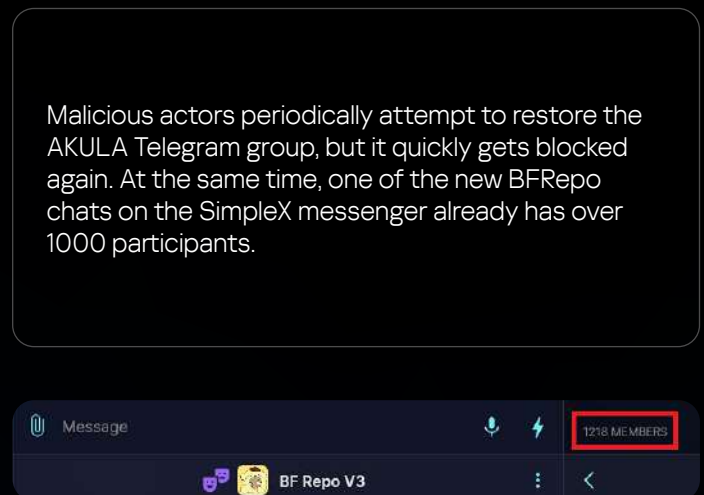 Malicious actors periodically attempt to restore the
AKULA Telegram group, but it quickly gets blocked
again. At the same time, one of the new BFRepo
chats on the SimpleX messenger already has over
1000 participants.
Message
1218 MEMBERS
BF Repo V3